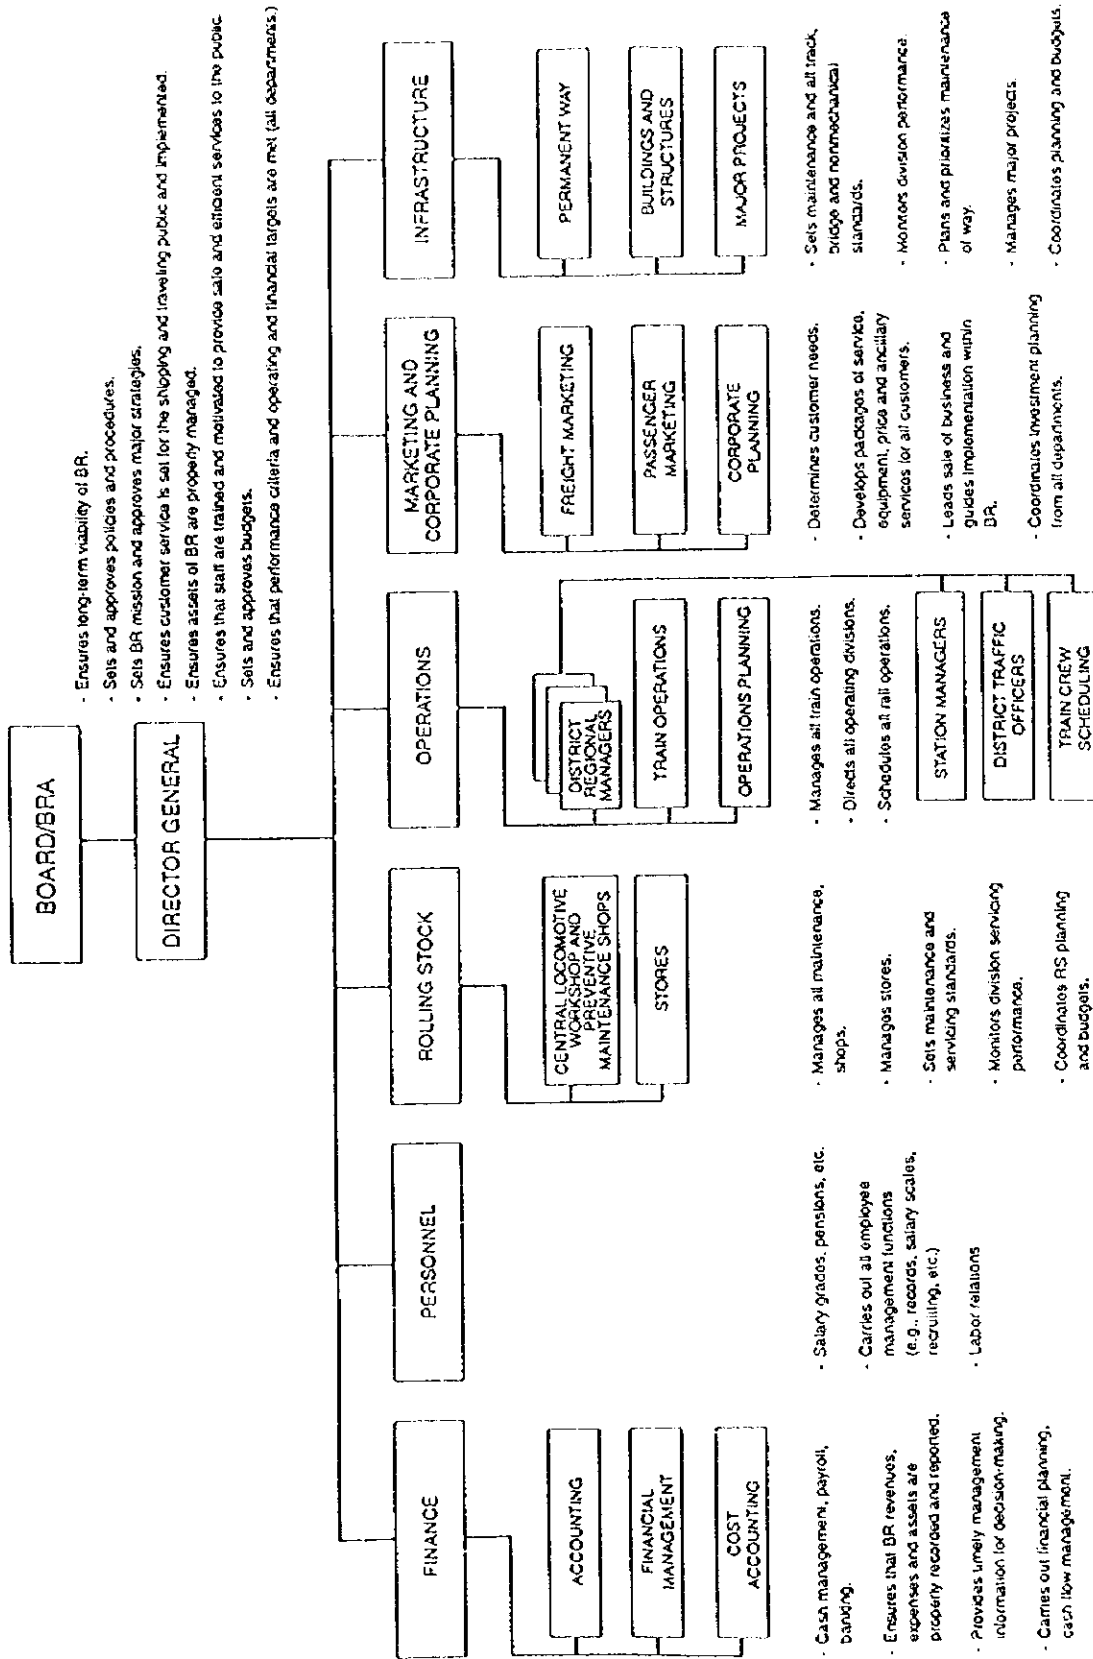 BOARD/BRA
DIRECTOR GENERAL
- Ensures long-term viability of BR.
- Sets and approves policies and procedures.
- Sets BR mission and approves major strategies.
- Ensures customer service is set for the shipping and traveling public and implemented.
- Ensures assets of BR are properly managed.
- Ensures that staff are trained and motivated to provide safe and efficient services to the public.
- Sets and approves budgets.
- Ensures that performance criteria and operating and financial targets are met (all departments.)
FINANCE
ACCOUNTING
FINANCIAL
MANAGEMENT
COST
ACCOUNTING
- Cash management, payroll,
banking.
- Ensures that BR revenues,
expenses and assets are
properly recorded and reported.
- Provides timely management
information for decision-making.
- Carries out financial planning,
cash flow management.
PERSONNEL
- Salary grades, pensions, etc.
- Carries out all employee
management functions
(e.g., records, salary scales,
recruiting, etc.)
- Labor relations
ROLLING STOCK
CENTRAL LOCOMOTIVE
WORKSHOP AND
PREVENTIVE
MAINTENANCE SHOPS
STORES
- Manages all maintenance,
shops.
- Manages stores.
- Sets maintenance and
servicing standards.
- Monitors division servicing
performance.
- Coordinates RS planning
and budgets.
OPERATIONS
DISTRICT
REGIONAL
MANAGERS
TRAIN OPERATIONS
OPERATIONS PLANNING
- Manages all train operations.
- Directs all operating divisions.
- Schedules all rail operations.
STATION MANAGERS
DISTRICT TRAFFIC
OFFICERS
TRAIN CREW
SCHEDULING
MARKETING AND
CORPORATE PLANNING
FREIGHT MARKETING
PASSENGER
MARKETING
CORPORATE
PLANNING
- Determines customer needs.
- Develops packages of service,
equipment, price and ancillary
services for all customers.
- Leads sale of business and
guides implementation within
BR.
- Coordinates investment planning
from all departments.
INFRASTRUCTURE
PERMANENT WAY
BUILDINGS AND
STRUCTURES
MAJOR PROJECTS
- Sets maintenance and all track,
bridge and nonmechanical
standards.
- Monitors division performance.
- Plans and prioritizes maintenance
of way.
- Manages major projects.
- Coordinates planning and budgets.